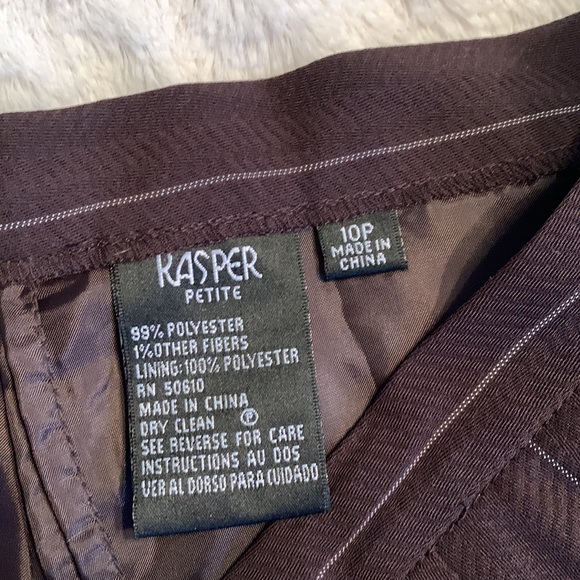 KASPER
PETITE
99% POLYESTER
1% OTHER FIBERS
LINING: 100% POLYESTER
RN 50610
MADE IN CHINA
DRY CLEAN Ⓟ
SEE REVERSE FOR CARE
INSTRUCTIONS AU DOS
VER AL DORSO PARA CUIDADO
10P
MADE IN
CHINA